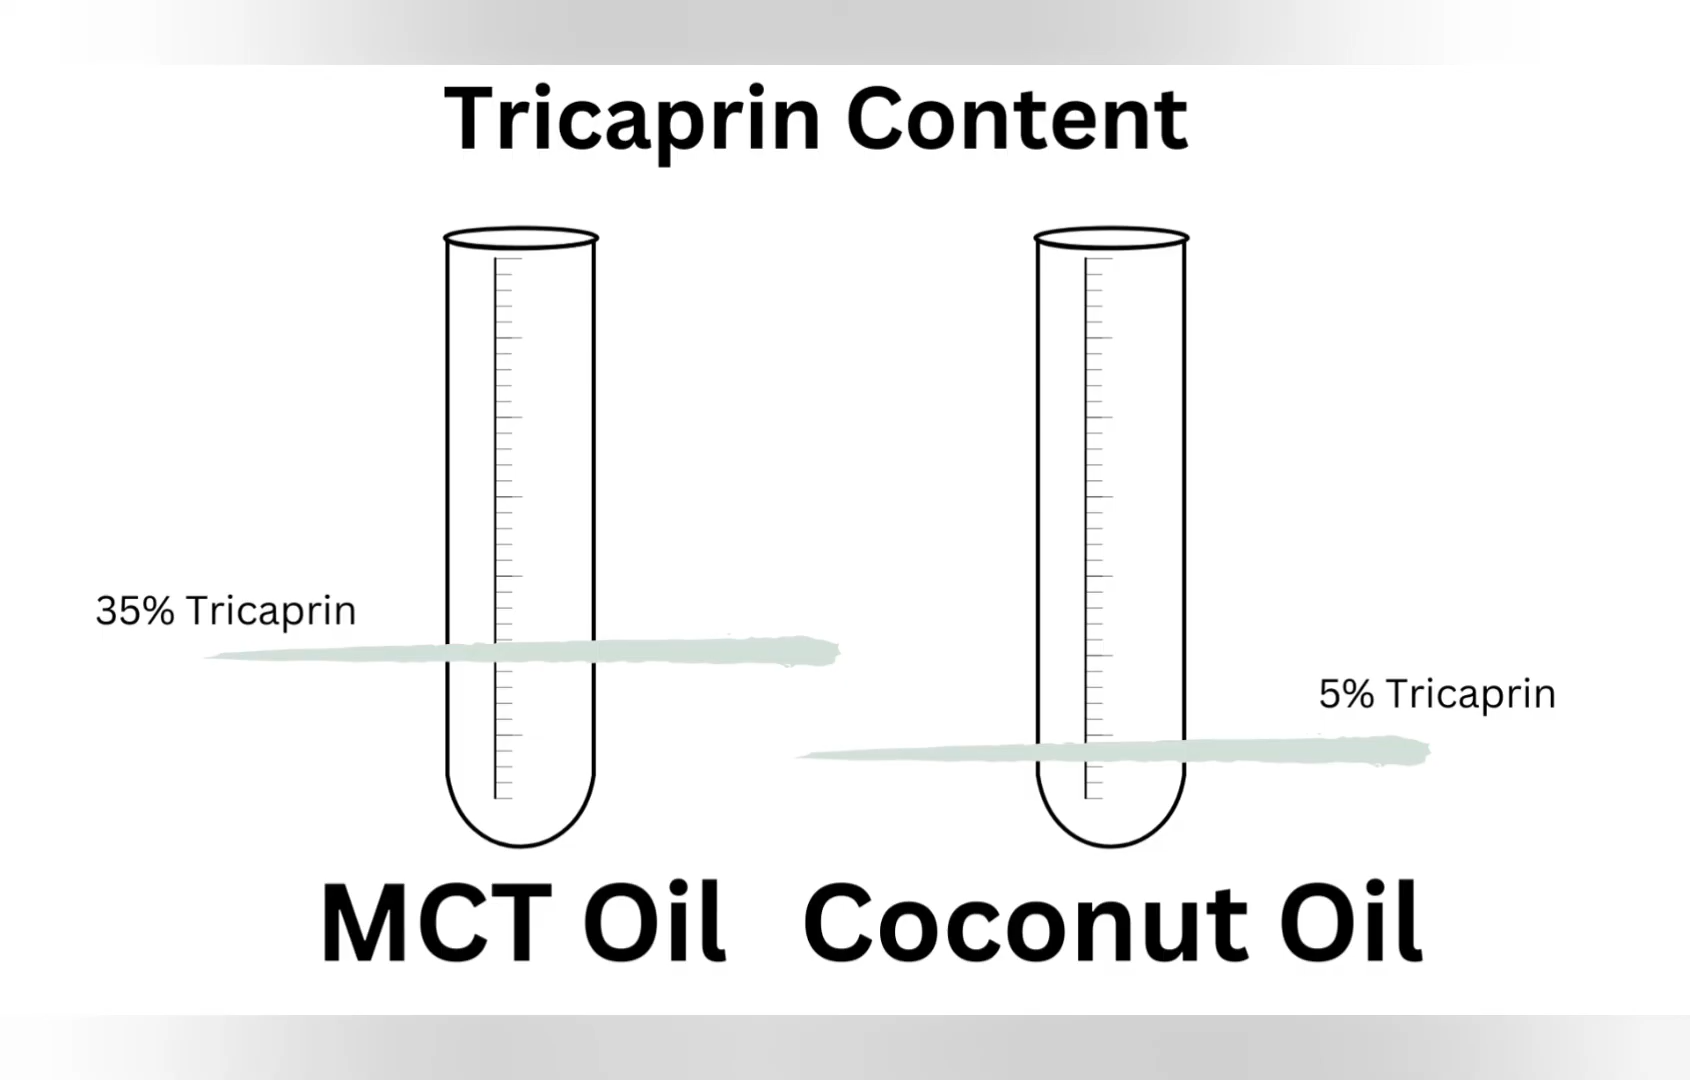 Tricaprin Content
35% Tricaprin
5% Tricaprin
MCT Oil
Coconut Oil